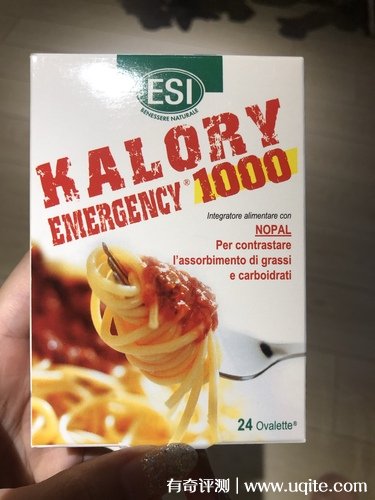 ESI
BENESSERE NATURALE
KALORY
EMERGENCY® 1000
Integratore alimentare con
NOPAL
Per contrastare
l'assorbimento di grassi
e carboidrati
24 Ovalette®
有奇评测 | www.uqite.com